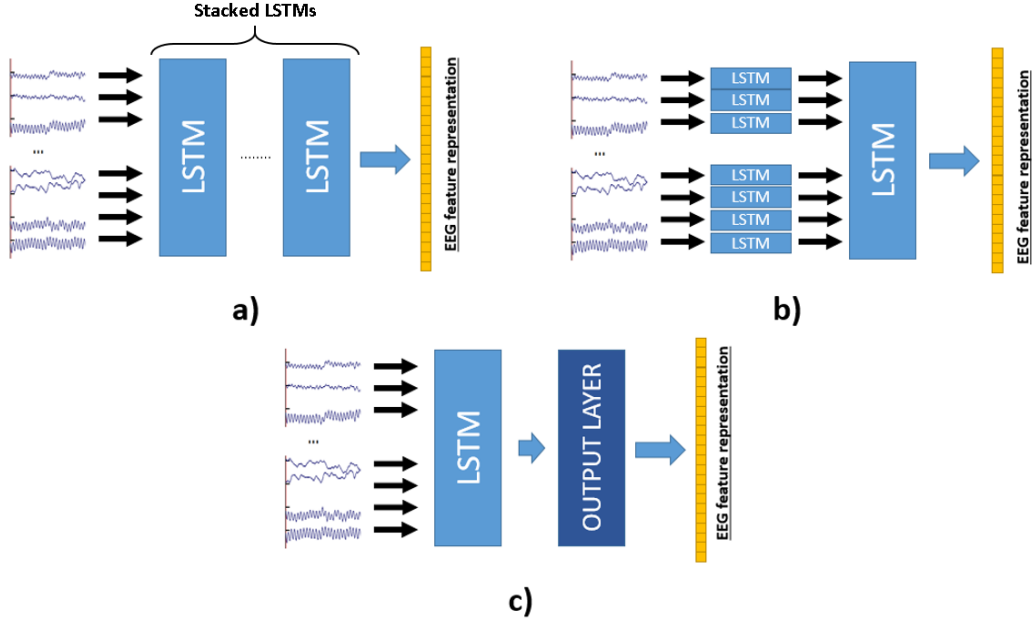 Stacked LSTMs
...
LSTM
........
LSTM
EEG feature representation
a)
...
LSTM
LSTM
LSTM
LSTM
LSTM
LSTM
LSTM
LSTM
EEG feature representation
b)
...
LSTM
OUTPUT LAYER
EEG feature representation
c)